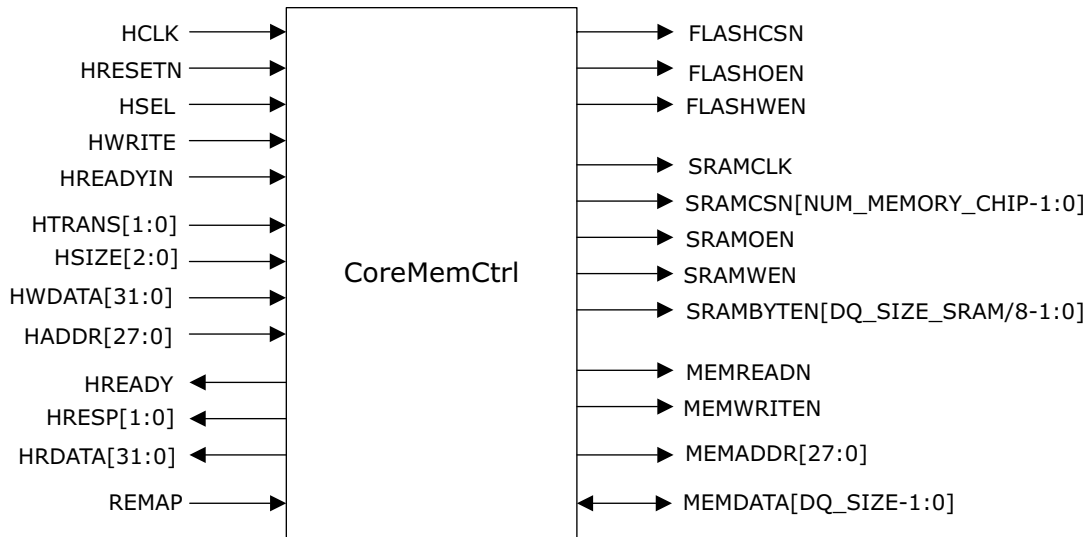 HCLK
HRESETN
HSEL
HWRITE
HREADYIN
HTRANS[1:0]
HSIZE[2:0]
HWDATA[31:0]
HADDR[27:0]
HREADY
HRESP[1:0]
HRDATA[31:0]
REMAP
CoreMemCtrl
FLASHCSN
FLASHOEN
FLASHWEN
SRAMCLK
SRAMCSN[NUM_MEMORY_CHIP-1:0]
SRAMOEN
SRAMWEN
SRAMBYTEN[DQ_SIZE_SRAM/8-1:0]
MEMREADN
MEMWRITEN
MEMADDR[27:0]
MEMDATA[DQ_SIZE-1:0]